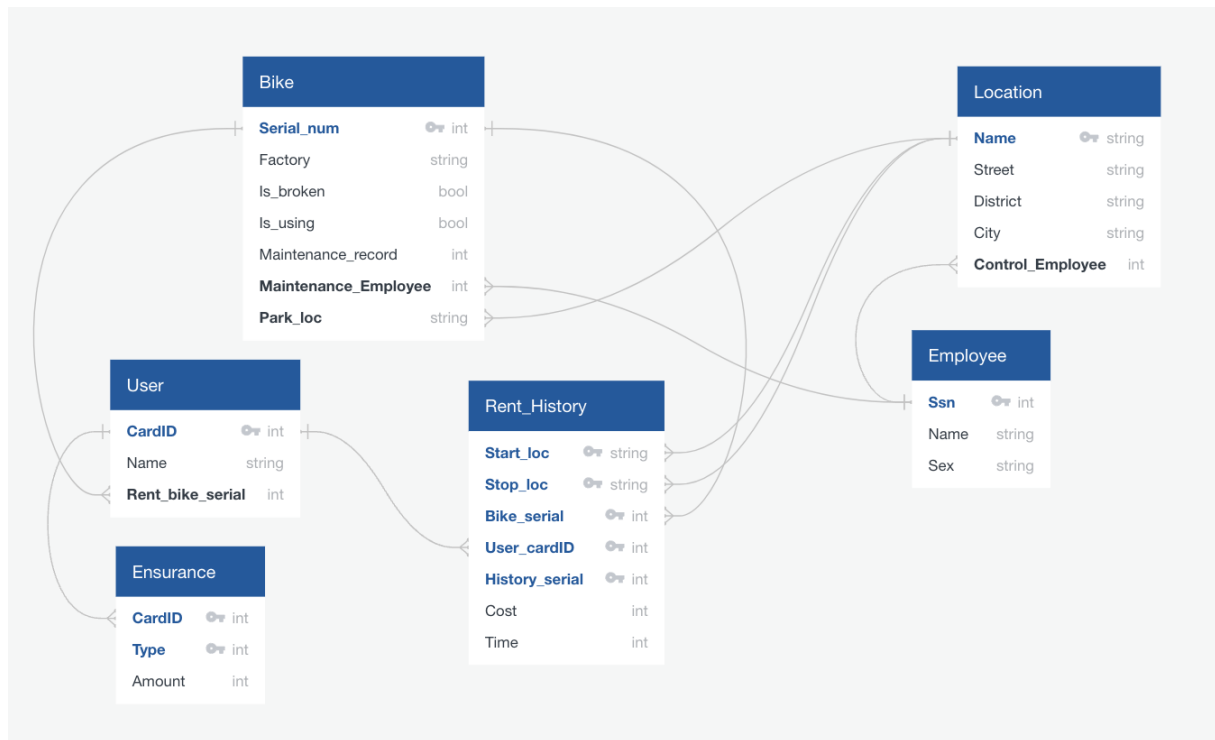 Bike
Serial_num int
Factory string
Is_broken bool
Is_using bool
Maintenance_record int
Maintenance_Employee int
Park_loc string
Location
Name string
Street string
District string
City string
Control_Employee int
User
CardID int
Name string
Rent_bike_serial int
Rent_History
Start_loc string
Stop_loc string
Bike_serial int
User_cardID int
History_serial int
Cost int
Time int
Employee
Ssn int
Name string
Sex string
Ensurance
CardID int
Type int
Amount int